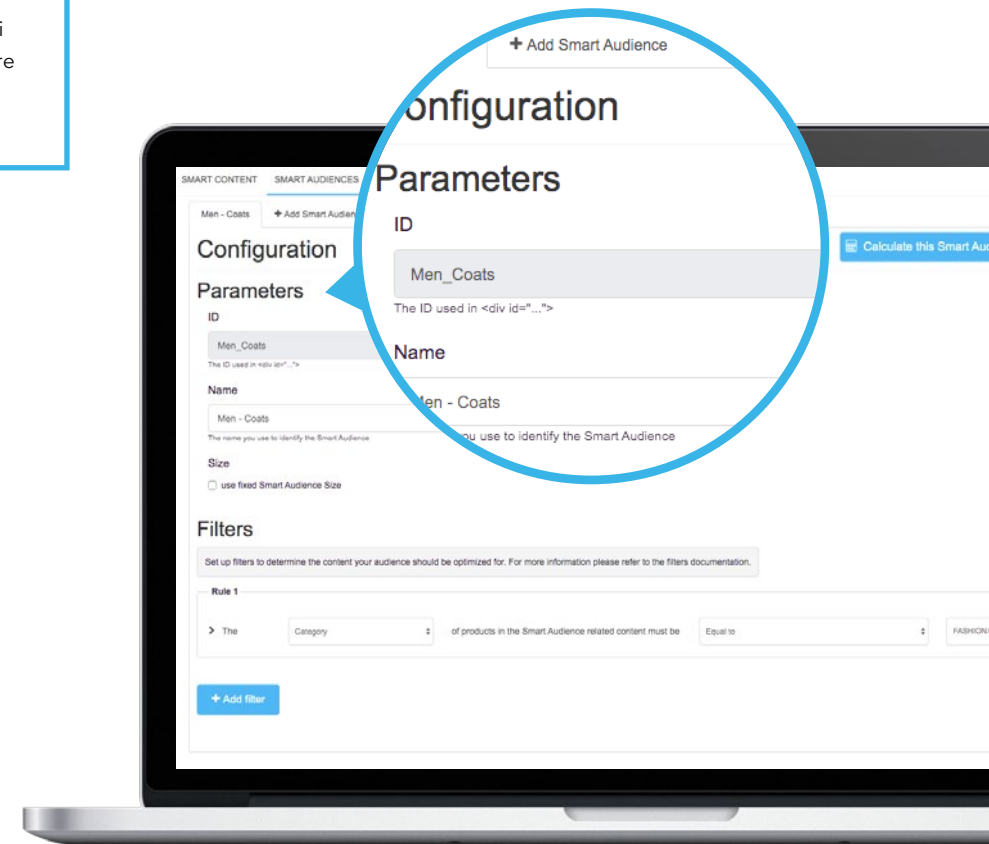 i
re
+ Add Smart Audience
onfiguration
Parameters
ID
Men_Coats
The ID used in <div id="...">
Name
Men - Coats
you use to identify the Smart Audience
SMART CONTENT SMART AUDIENCES
Men - Coats + Add Smart Audien
Configuration
Calculate this Smart Aud
Parameters
ID
Men_Coats
The ID used in <div id="...">
Name
Men - Coats
The name you use to identify the Smart Audience
Size
use fixed Smart Audience Size
Filters
Set up filters to determine the content your audience should be optimized for. For more information please refer to the filters documentation.
Rule 1
The Category of products in the Smart Audience related content must be Equal to FASHION
+ Add filter